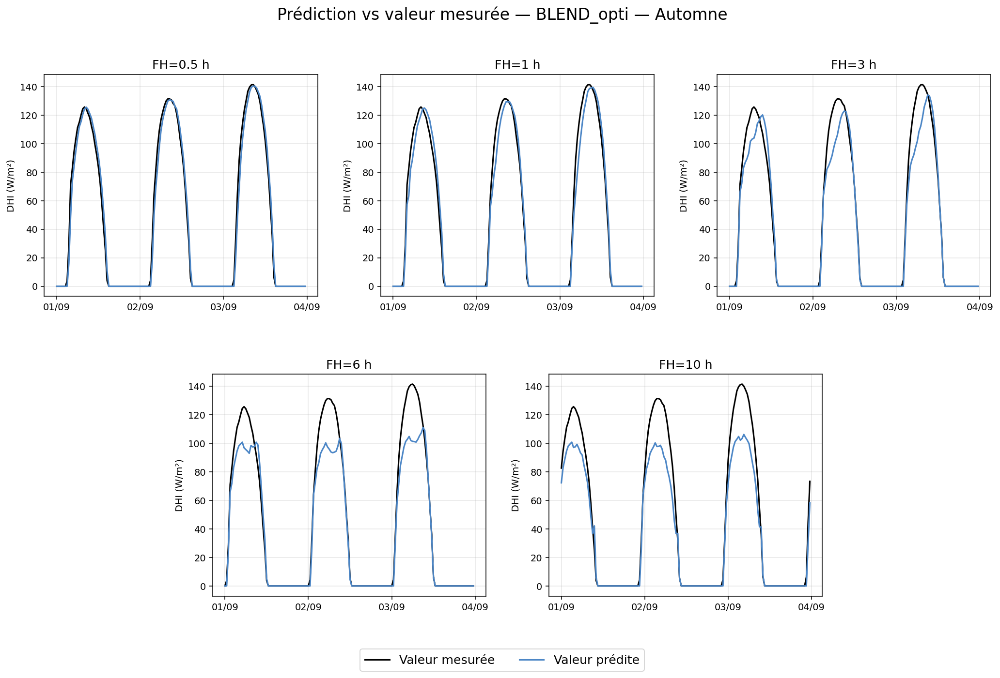 Prédiction vs valeur mesurée — BLEND_opti — Automne
FH=0.5 h
DHI (W/m²)
140
120
100
80
60
40
20
0
01/09 02/09 03/09 04/09
FH=1 h
DHI (W/m²)
140
120
100
80
60
40
20
0
01/09 02/09 03/09 04/09
FH=3 h
DHI (W/m²)
140
120
100
80
60
40
20
0
01/09 02/09 03/09 04/09
FH=6 h
DHI (W/m²)
140
120
100
80
60
40
20
0
01/09 02/09 03/09 04/09
FH=10 h
DHI (W/m²)
140
120
100
80
60
40
20
0
01/09 02/09 03/09 04/09
Valeur mesurée Valeur prédite